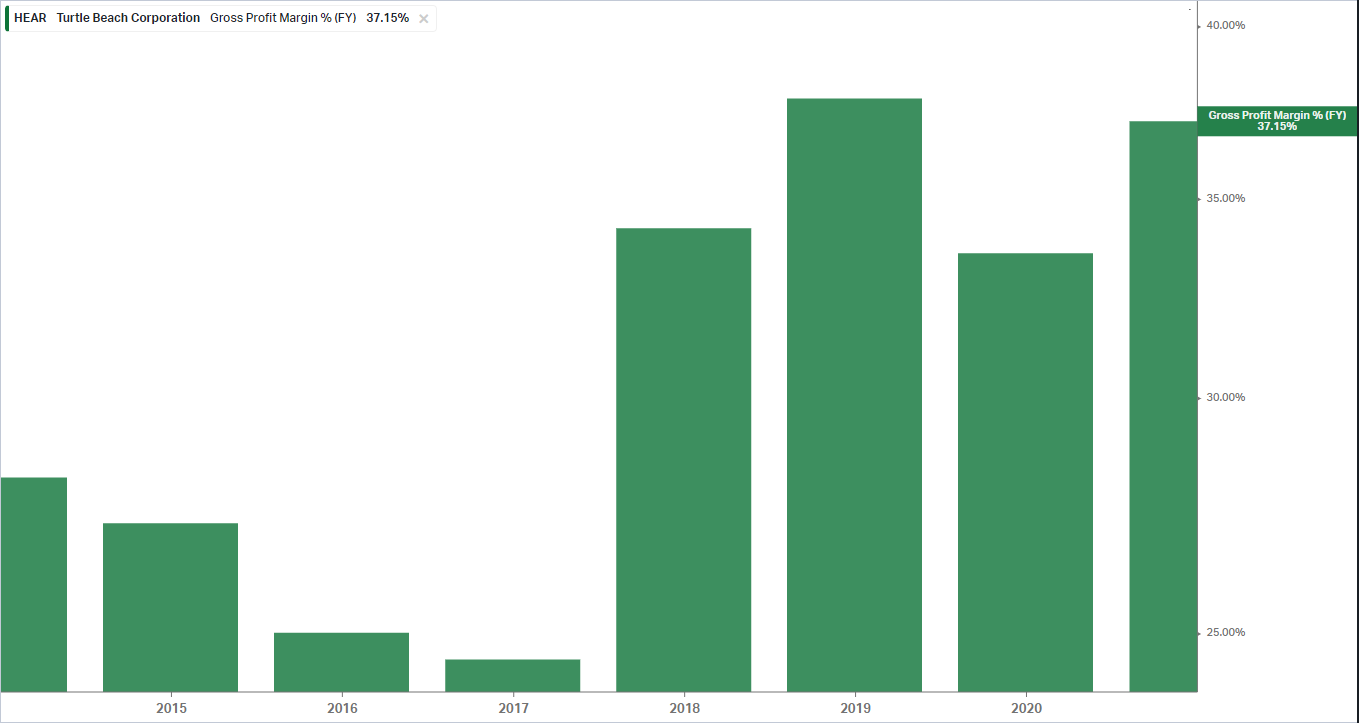 HEAR Turtle Beach Corporation Gross Profit Margin % (FY) 37.15% ×
40.00%
Gross Profit Margin % (FY)
37.15%
35.00%
30.00%
25.00%
2015 2016 2017 2018 2019 2020